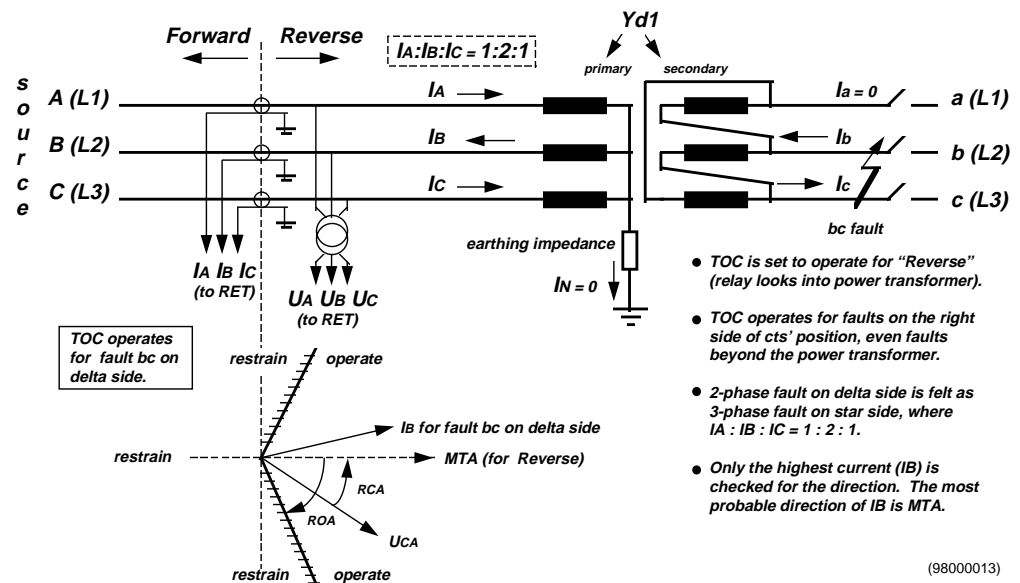 Forward
Reverse
IA:IB:IC = 1:2:1
Yd1
primary
secondary
source
A (L1)
IA
Ia = 0
a (L1)
B (L2)
IB
Ib
b (L2)
C (L3)
IC
Ic
c (L3)
bc fault
earthing impedance
IN = 0
IA IB IC
(to RET)
UA UB UC
(to RET)
TOC operates
for fault bc on
delta side.
restrain
operate
IB for fault bc on delta side
restrain
MTA (for Reverse)
RCA
ROA
UCA
restrain
operate
● TOC is set to operate for “Reverse”
(relay looks into power transformer).
● TOC operates for faults on the right
side of cts’ position, even faults
beyond the power transformer.
● 2-phase fault on delta side is felt as
3-phase fault on star side, where
IA : IB : IC = 1 : 2 : 1.
● Only the highest current (IB) is
checked for the direction. The most
probable direction of IB is MTA.
(98000013)